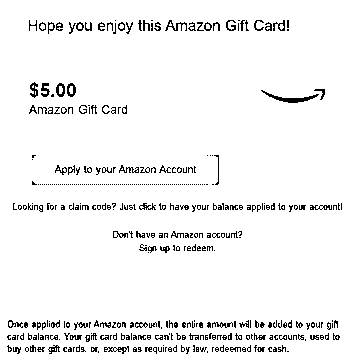 Hope you enjoy this Amazon Gift Card!
$5.00
Amazon Gift Card
Apply to your Amazon Account
Looking for a claim code? Just click to have your balance applied to your account!
Don't have an Amazon account?
Sign up to redeem.
Once applied to your Amazon account, the entire amount will be added to your gift
card balance. Your gift card balance can't be transferred to other accounts, used to
buy other gift cards, or, except as required by law, redeemed for cash.